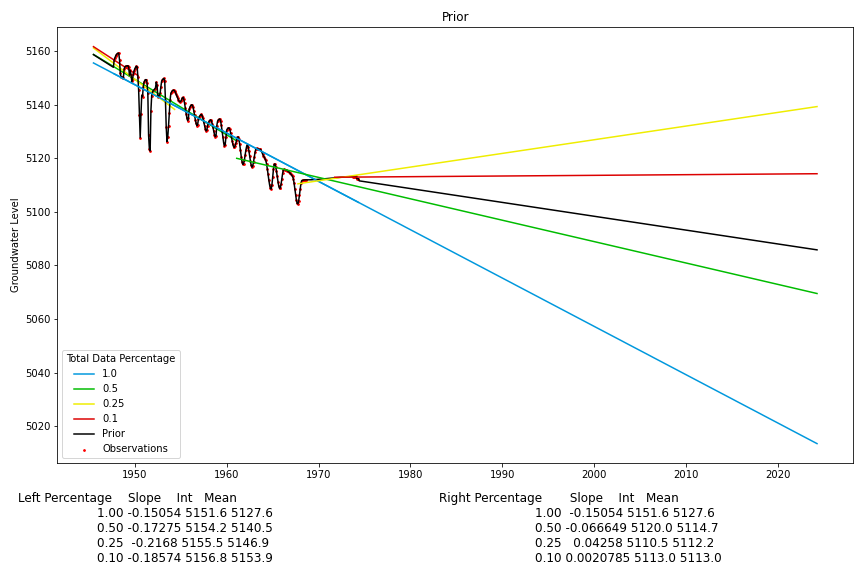 Prior
Groundwater Level
5160
5140
5120
5100
5080
5060
5040
5020
Total Data Percentage
1.0
0.5
0.25
0.1
Prior
Observations
1950 1960 1970 1980 1990 2000 2010 2020
Left Percentage Slope Int Mean
1.00 -0.15054 5151.6 5127.6
0.50 -0.17275 5154.2 5140.5
0.25 -0.2168 5155.5 5146.9
0.10 -0.18574 5156.8 5153.9
Right Percentage Slope Int Mean
1.00 -0.15054 5151.6 5127.6
0.50 -0.066649 5120.0 5114.7
0.25 0.04258 5110.5 5112.2
0.10 0.0020785 5113.0 5113.0